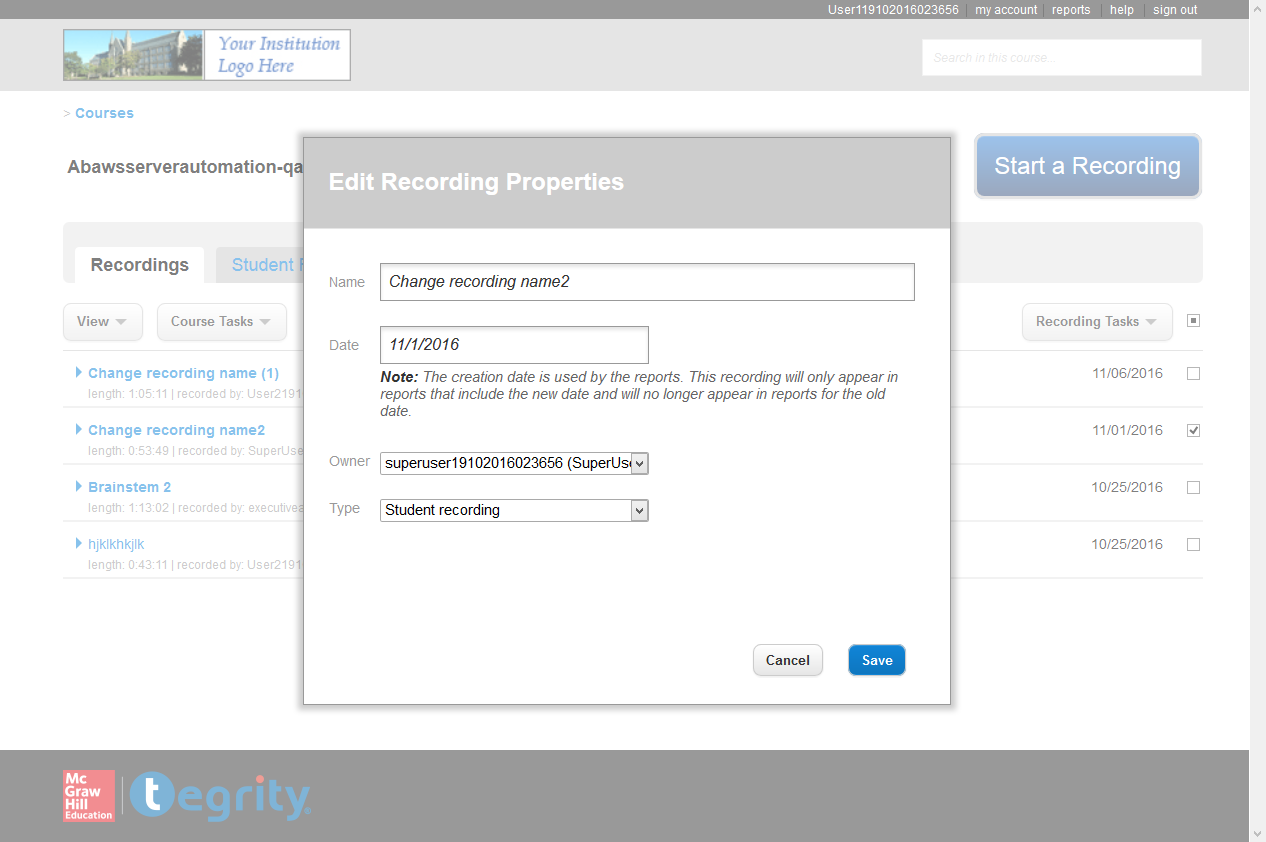 User119102016023656 my account reports help sign out
Your Institution
Logo Here
Search in this course...
> Courses
Abawsserverautomation-qa
Start a Recording
Edit Recording Properties
Recordings Student
View Course Tasks Recording Tasks
Name Change recording name2
Date 11/1/2016
Note: The creation date is used by the reports. This recording will only appear in
reports that include the new date and will no longer appear in reports for the old
date.
Owner superuser19102016023656 (SuperUs
Type Student recording
Cancel Save
Change recording name (1) 11/06/2016
length: 1:05:11 | recorded by: User2191
Change recording name2 11/01/2016
length: 0:53:49 | recorded by: SuperUse
Brainstem 2 10/25/2016
length: 1:13:02 | recorded by: executivea
hjklkhkjlk 10/25/2016
length: 0:43:11 | recorded by: User2191
Mc
Graw
Hill
Education
tegrity